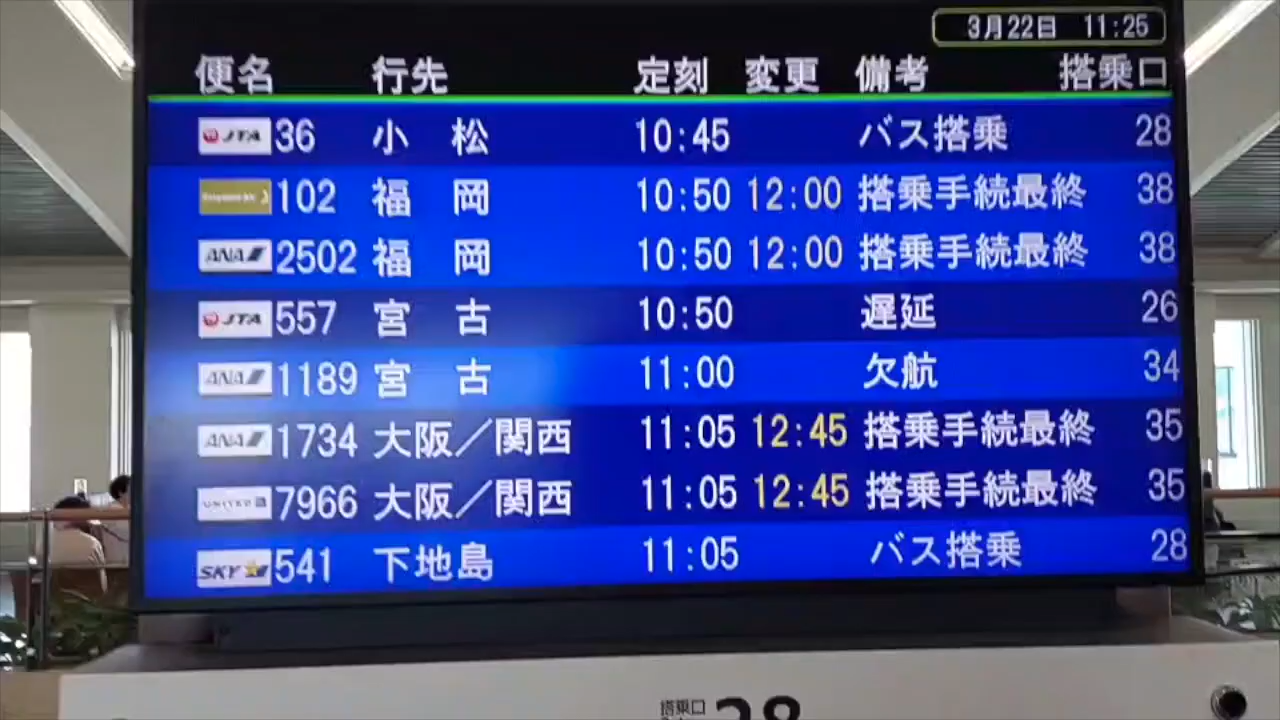 3月22日 11:25
便名 行先 定刻 変更 備考 搭乗口
JTA 36 小 松 10:45 バス搭乗 28
102 福 岡 10:50 12:00 搭乗手続最終 38
ANA 2502 福 岡 10:50 12:00 搭乗手続最終 38
JTA 557 宮 古 10:50 遅延 26
ANA 1189 宮 古 11:00 欠航 34
ANA 1734 大阪／関西 11:05 12:45 搭乗手続最終 35
UNITED 7966 大阪／関西 11:05 12:45 搭乗手続最終 35
SKY 541 下地島 11:05 バス搭乗 28
搭乗口 28